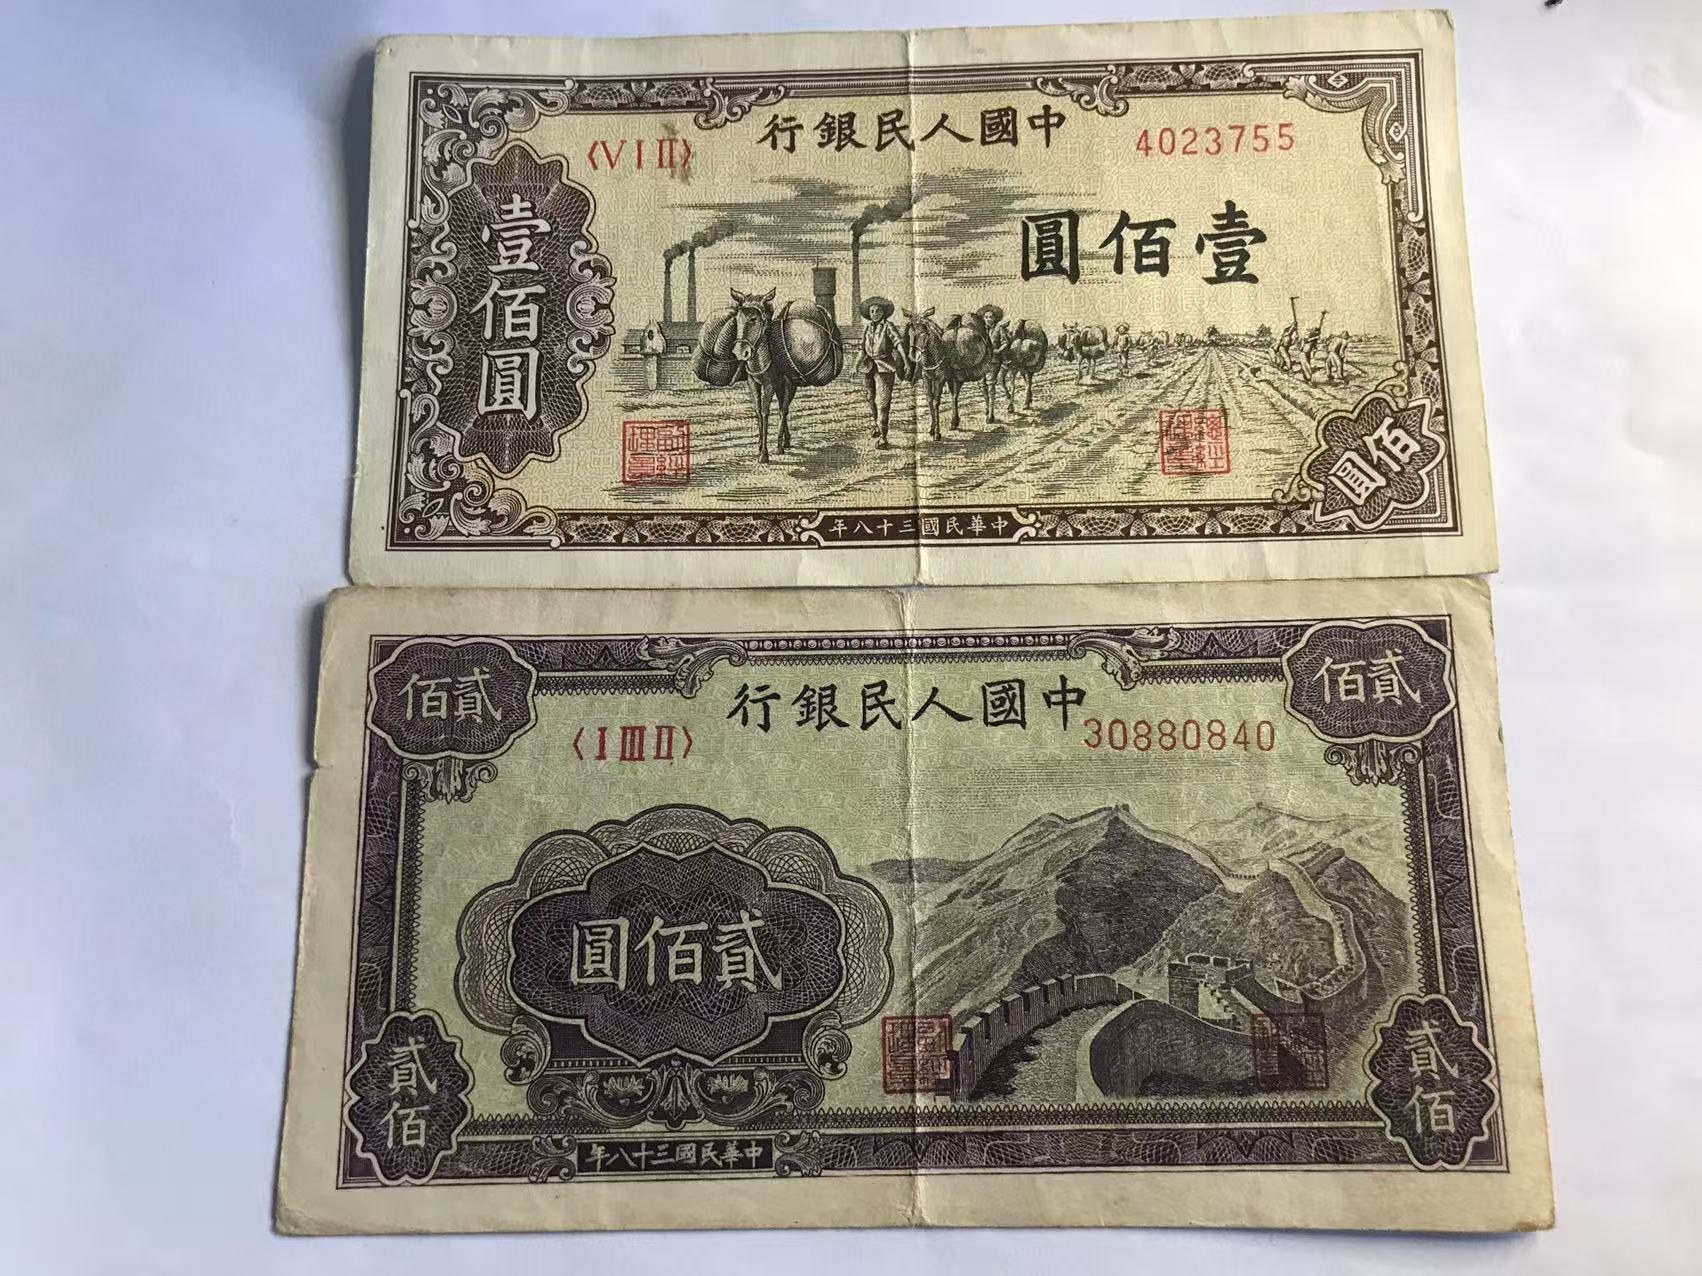 中國人民銀行
〈VIⅡ〉
4023755
壹佰圓
壹佰圓
佰圓
中華民國三十八年
貳佰
貳佰
中國人民銀行
〈ⅠⅢⅡ〉
30880840
貳佰圓
貳佰
貳佰
中華民國三十八年